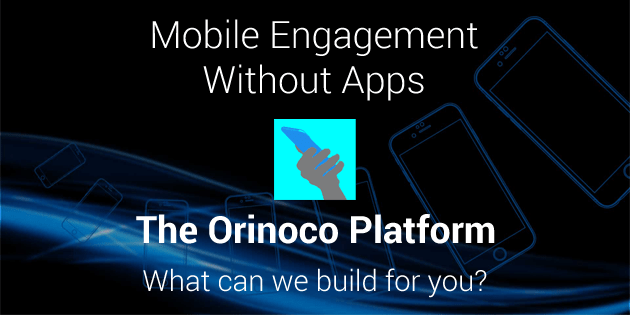 Mobile Engagement
Without Apps
The Orinoco Platform
What can we build for you?